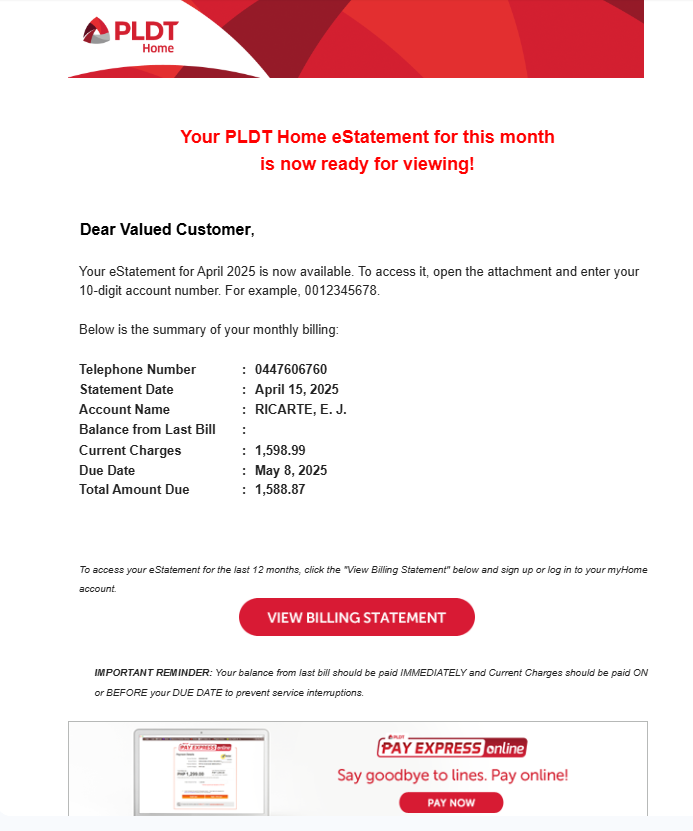 PLDT
Home
Your PLDT Home eStatement for this month
is now ready for viewing!
Dear Valued Customer,
Your eStatement for April 2025 is now available. To access it, open the attachment and enter your
10-digit account number. For example, 0012345678.
Below is the summary of your monthly billing:
Telephone Number : 0447606760
Statement Date : April 15, 2025
Account Name : RICARTE, E. J.
Balance from Last Bill :
Current Charges : 1,598.99
Due Date : May 8, 2025
Total Amount Due : 1,588.87
To access your eStatement for the last 12 months, click the "View Billing Statement" below and sign up or log in to your myHome
account.
VIEW BILLING STATEMENT
IMPORTANT REMINDER: Your balance from last bill should be paid IMMEDIATELY and Current Charges should be paid ON
or BEFORE your DUE DATE to prevent service interruptions.
PAY EXPRESS online
PLDT
PAY EXPRESS online
Say goodbye to lines. Pay online!
PAY NOW